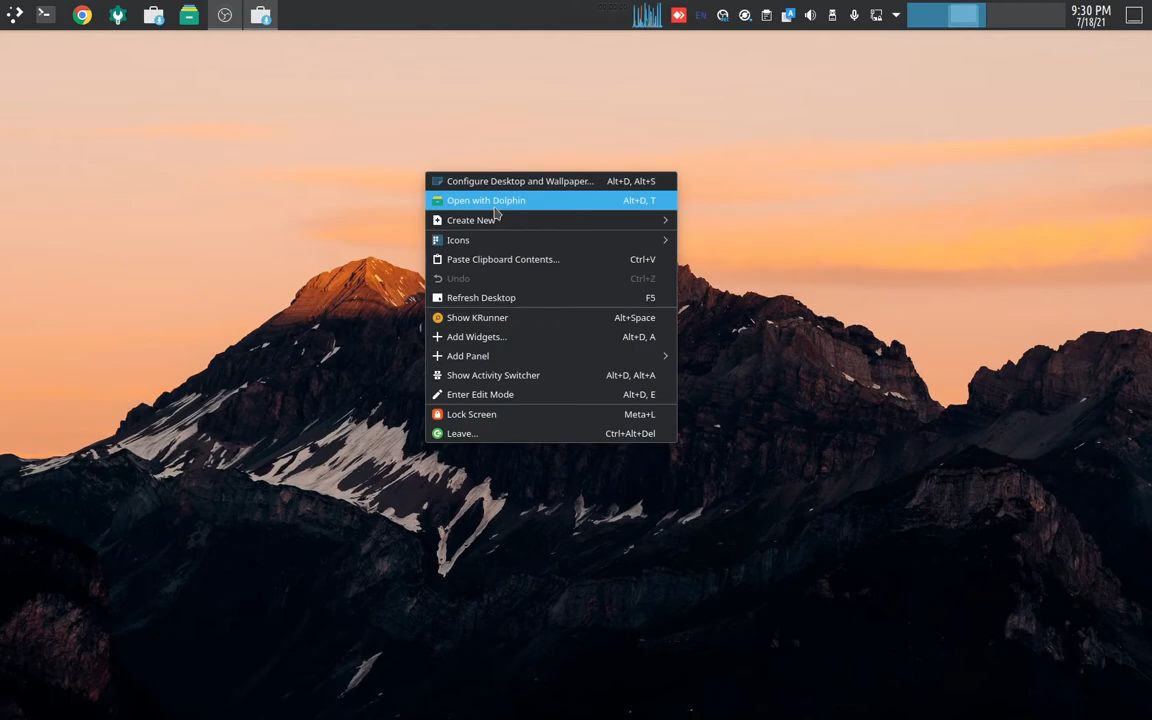 EN
9:30 PM
7/18/21
Configure Desktop and Wallpaper... Alt+D, Alt+S
Open with Dolphin Alt+D, T
Create New
Icons
Paste Clipboard Contents... Ctrl+V
Undo Ctrl+Z
Refresh Desktop F5
Show KRunner Alt+Space
Add Widgets... Alt+D, A
Add Panel
Show Activity Switcher Alt+D, Alt+A
Enter Edit Mode Alt+D, E
Lock Screen Meta+L
Leave... Ctrl+Alt+Del